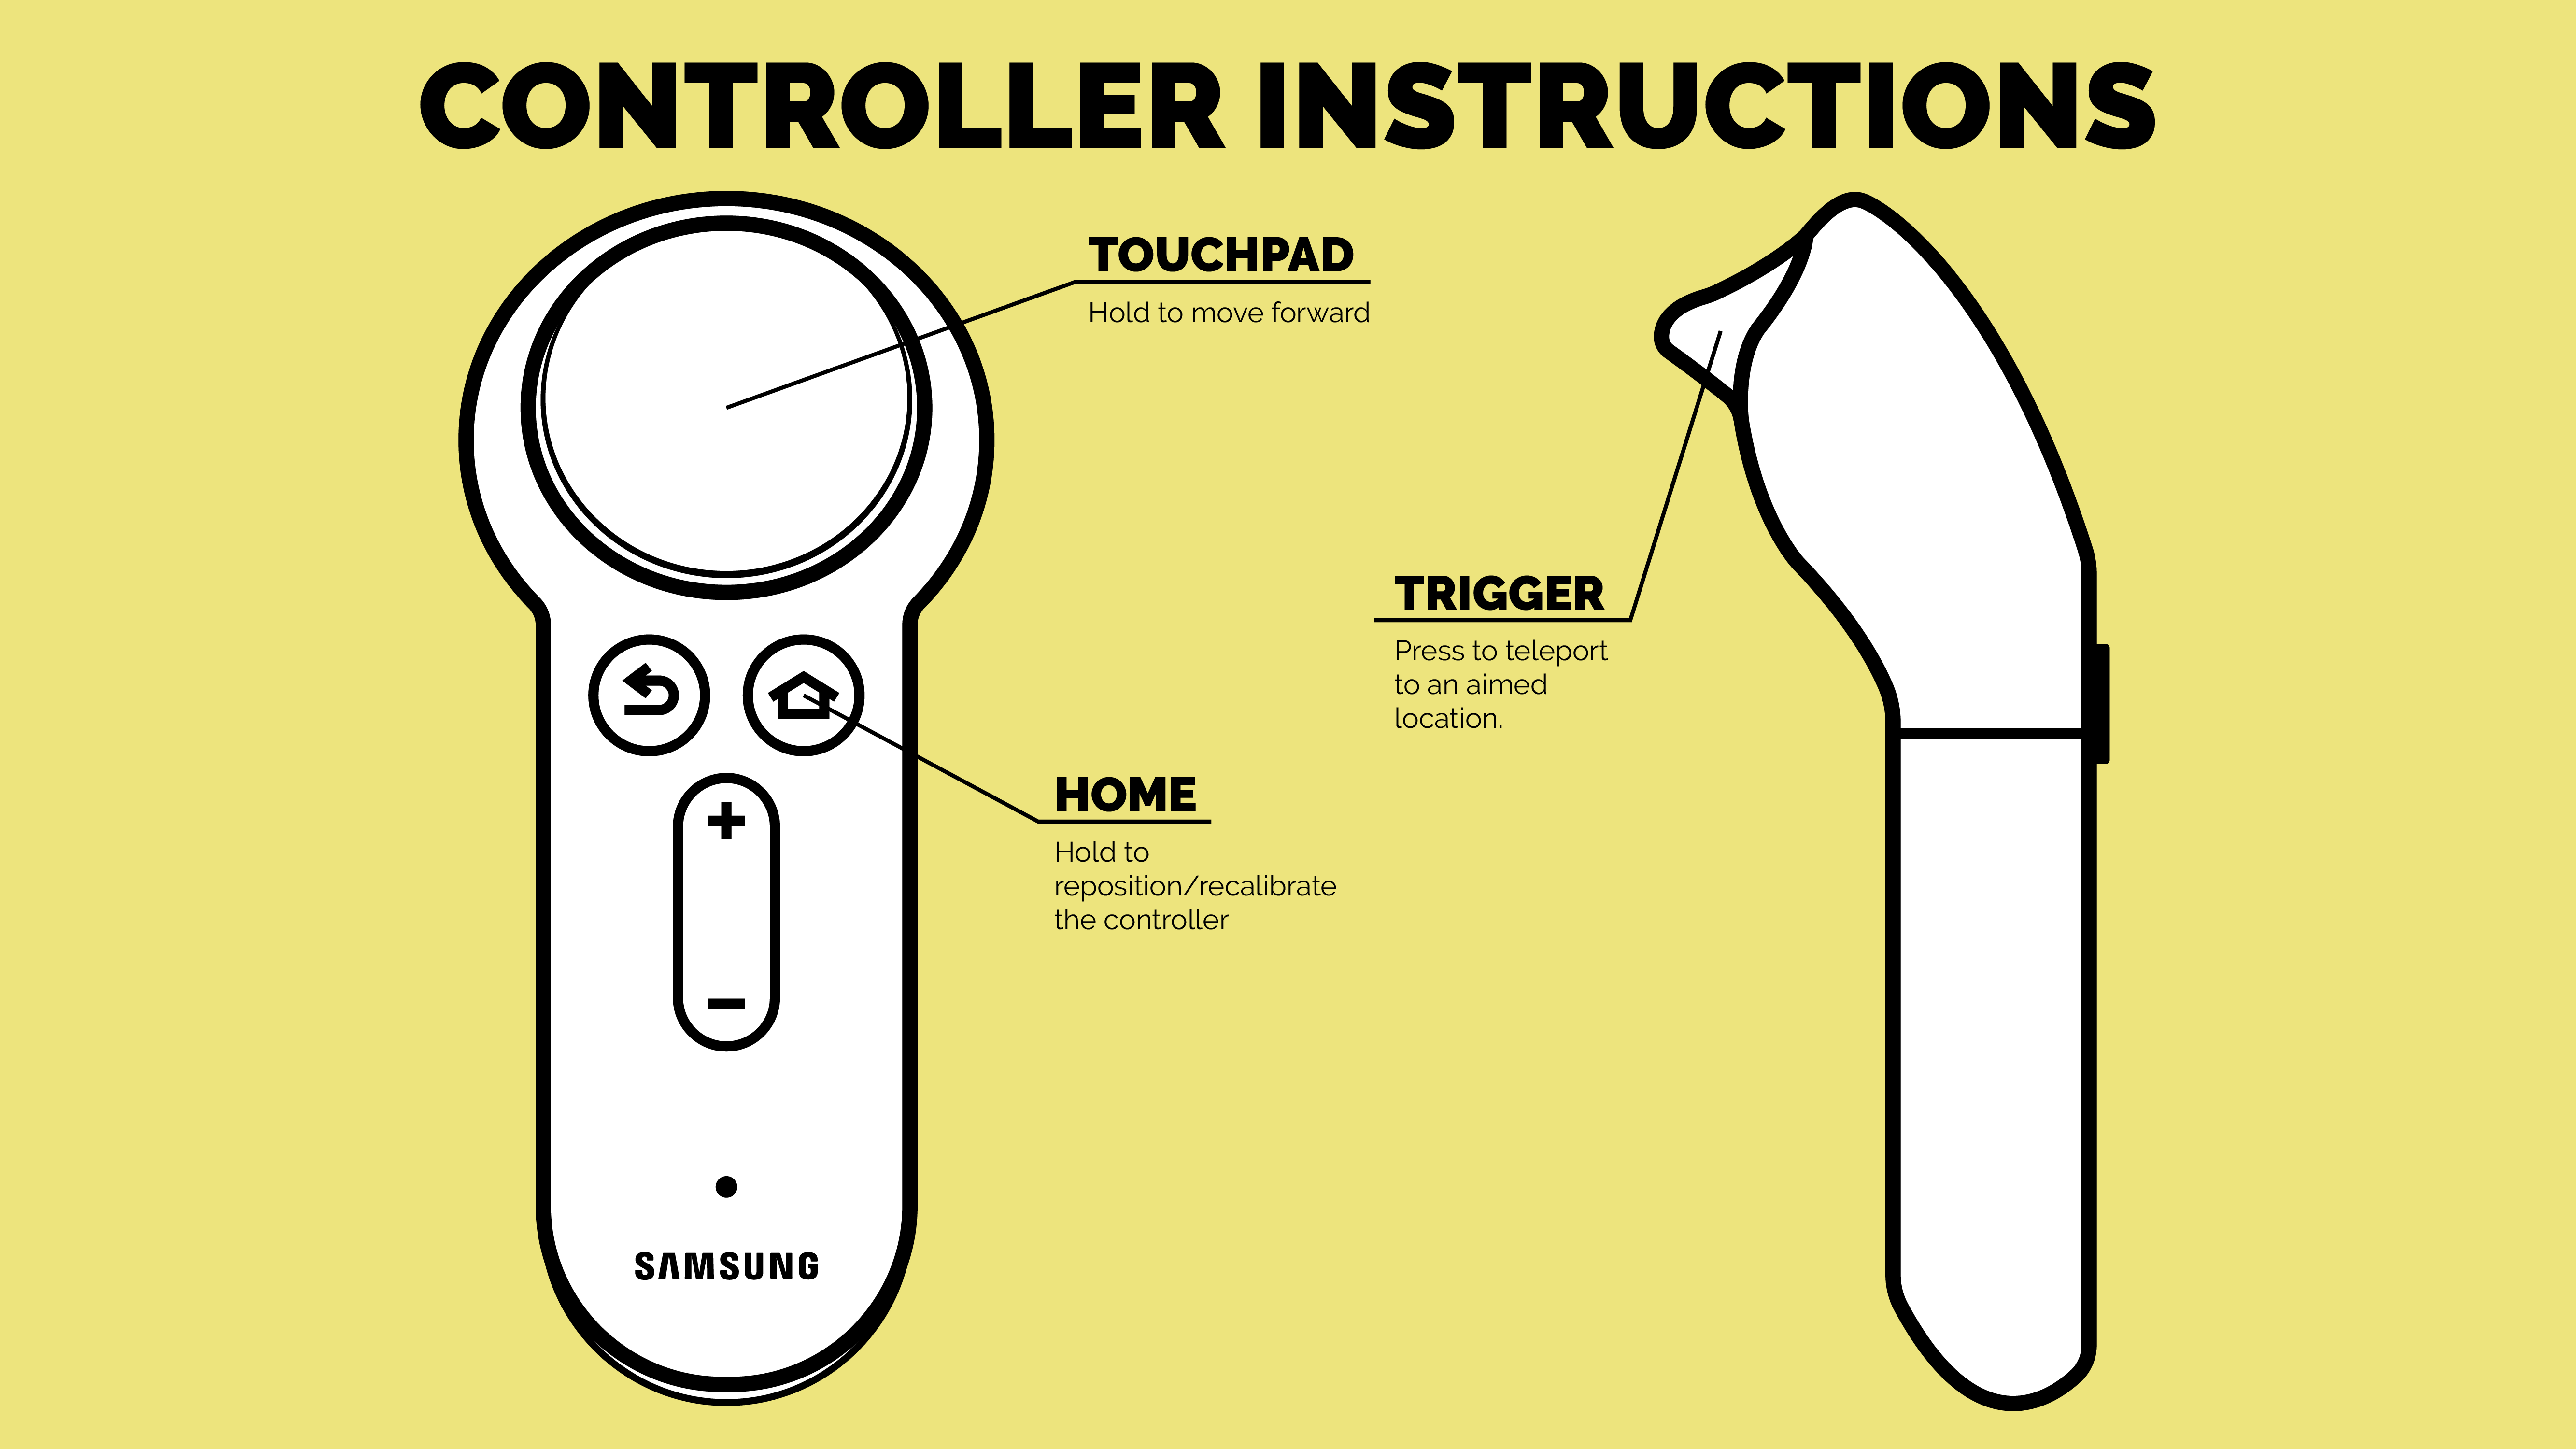 CONTROLLER INSTRUCTIONS
TOUCHPAD
Hold to move forward
HOME
Hold to
reposition/recalibrate
the controller
+
−
SAMSUNG
TRIGGER
Press to teleport
to an aimed
location.